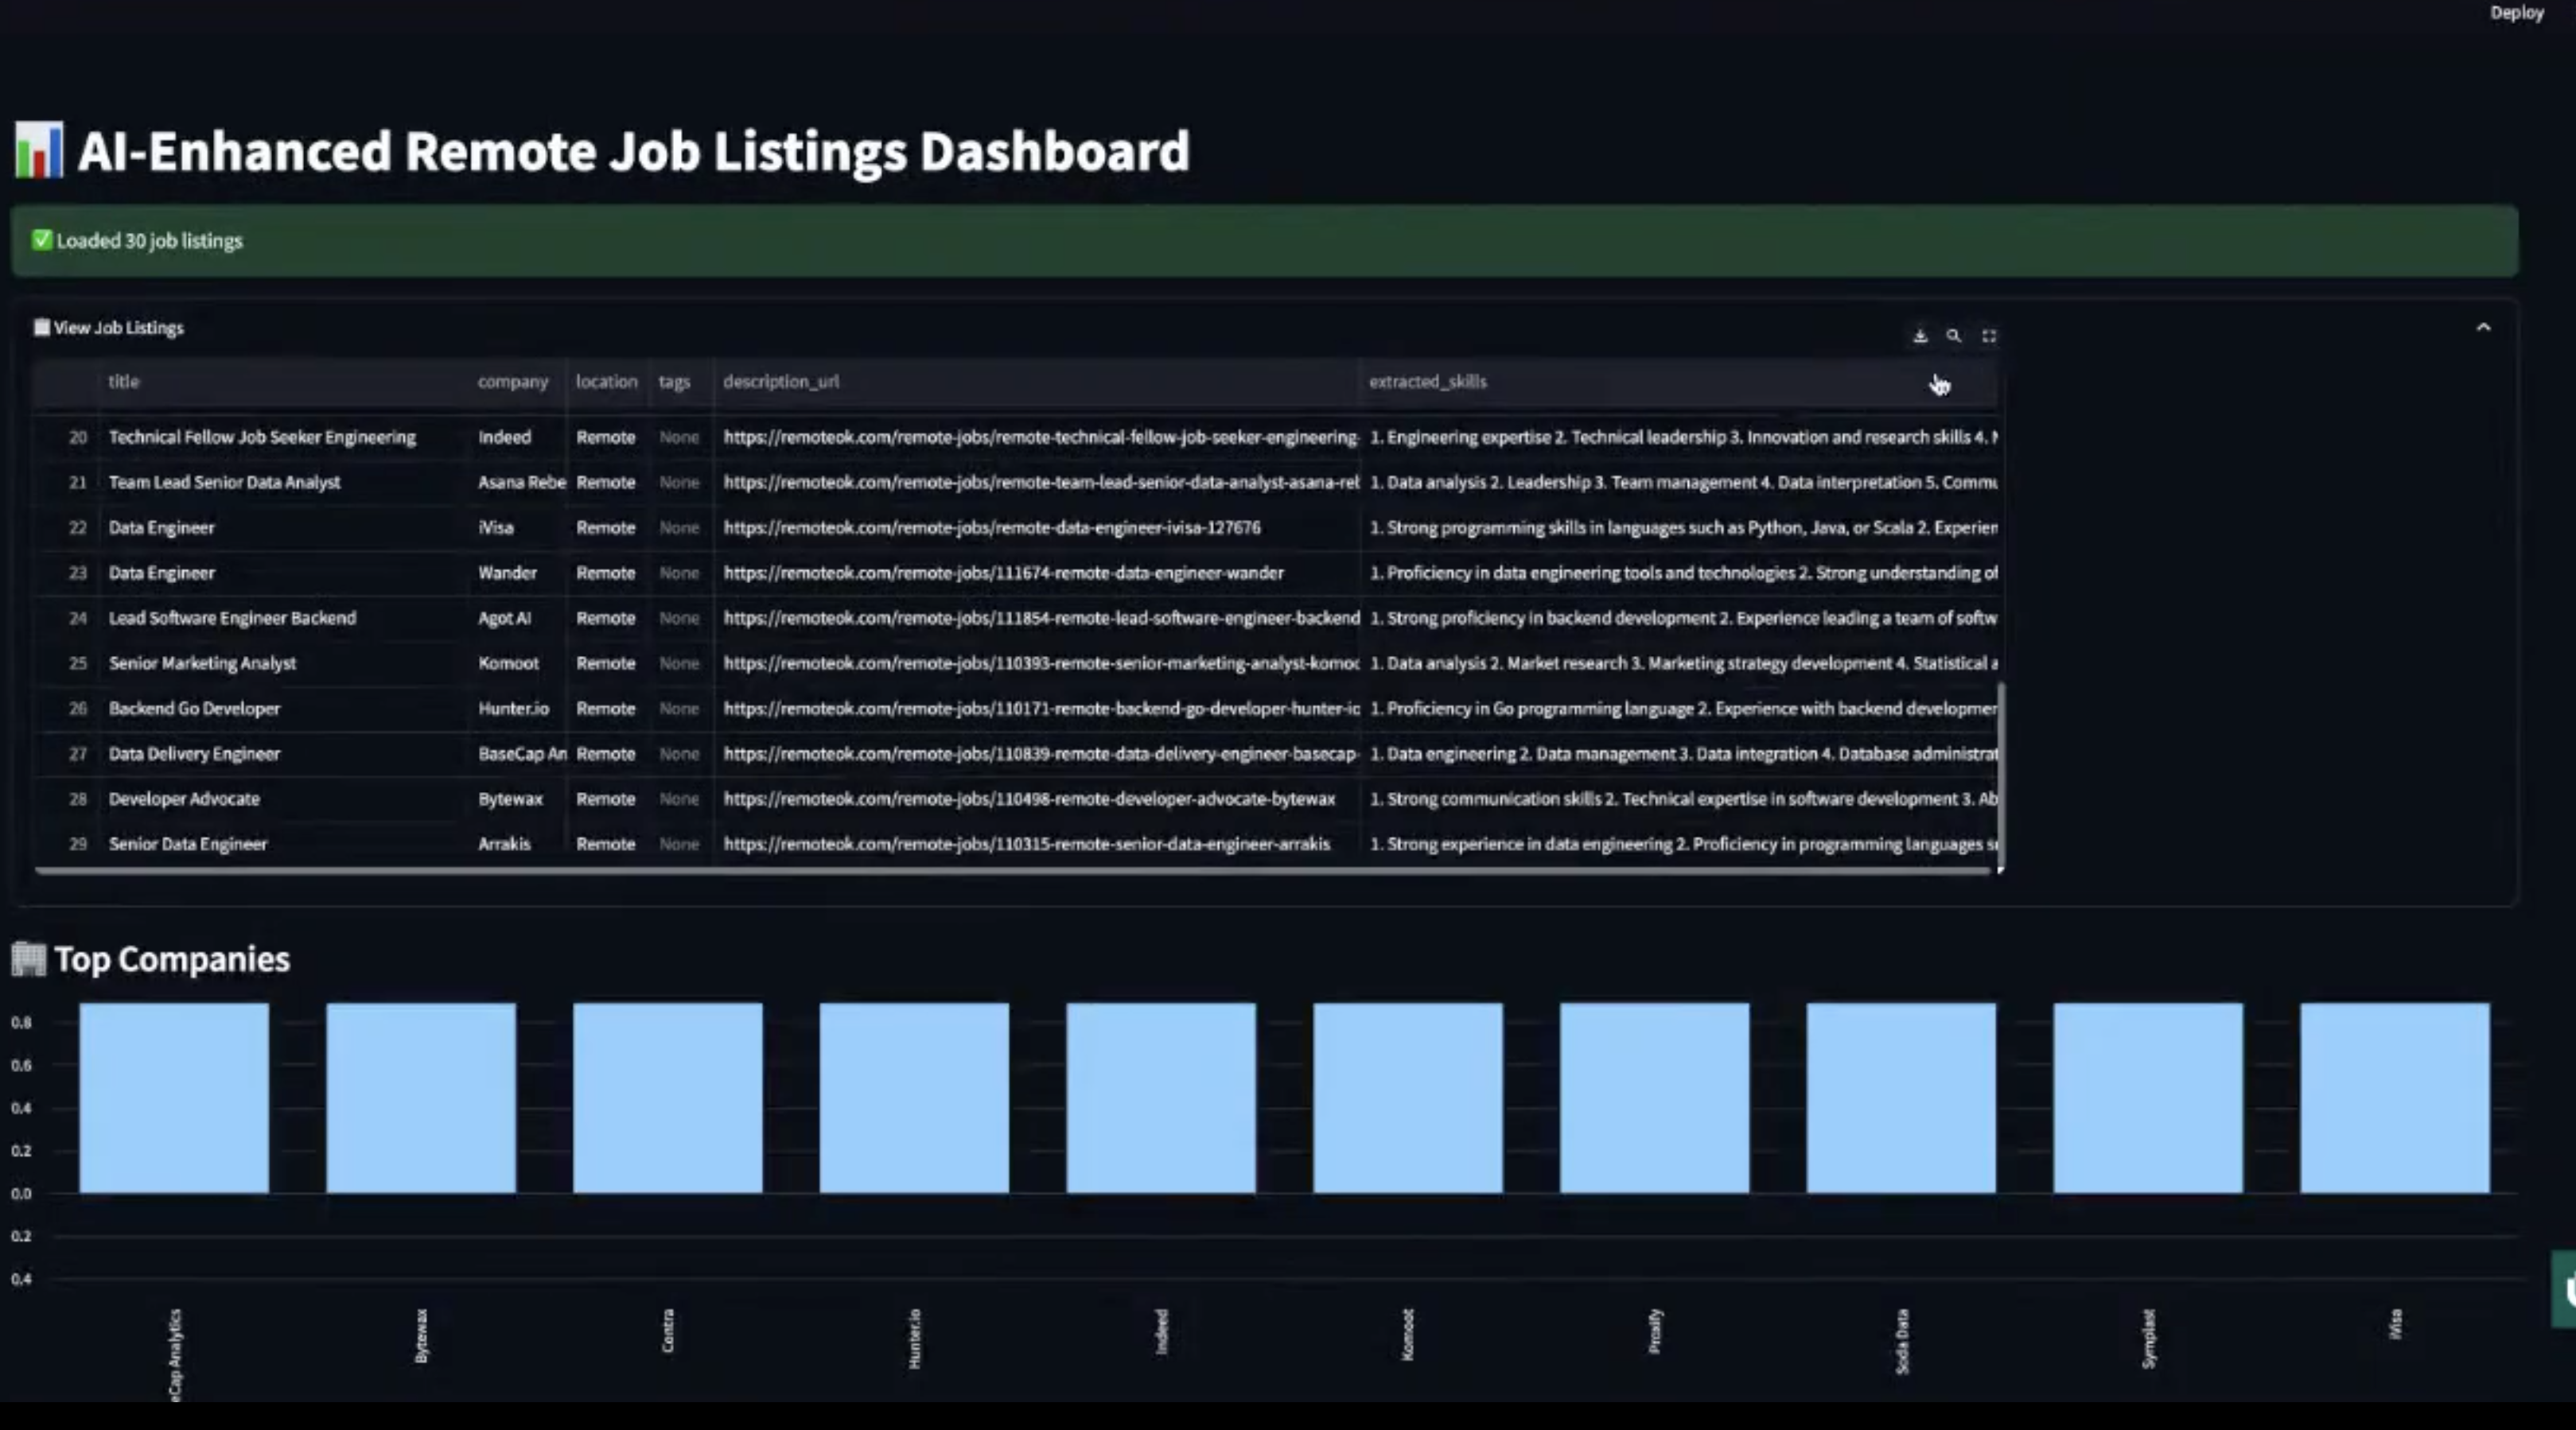 Deploy
AI-Enhanced Remote Job Listings Dashboard
Loaded 30 job listings
View Job Listings
title company location tags description_url extracted_skills
20 Technical Fellow Job Seeker Engineering Indeed Remote None https://remoteok.com/remote-jobs/remote-technical-fellow-job-seeker-engineering- 1. Engineering expertise 2. Technical leadership 3. Innovation and research skills 4.
21 Team Lead Senior Data Analyst Asana Rebe Remote None https://remoteok.com/remote-jobs/remote-team-lead-senior-data-analyst-asana-rel 1. Data analysis 2. Leadership 3. Team management 4. Data interpretation 5. Commu
22 Data Engineer iVisa Remote None https://remoteok.com/remote-jobs/remote-data-engineer-ivisa-127676 1. Strong programming skills in languages such as Python, Java, or Scala 2. Experien
23 Data Engineer Wander Remote None https://remoteok.com/remote-jobs/111674-remote-data-engineer-wander 1. Proficiency in data engineering tools and technologies 2. Strong understanding of
24 Lead Software Engineer Backend Agot AI Remote None https://remoteok.com/remote-jobs/111854-remote-lead-software-engineer-backend 1. Strong proficiency in backend development 2. Experience leading a team of softw
25 Senior Marketing Analyst Komoot Remote None https://remoteok.com/remote-jobs/110393-remote-senior-marketing-analyst-komoc 1. Data analysis 2. Market research 3. Marketing strategy development 4. Statistical a
26 Backend Go Developer Hunter.io Remote None https://remoteok.com/remote-jobs/110171-remote-backend-go-developer-hunter-ic 1. Proficiency in Go programming language 2. Experience with backend developmer
27 Data Delivery Engineer BaseCap An Remote None https://remoteok.com/remote-jobs/110839-remote-data-delivery-engineer-basecap- 1. Data engineering 2. Data management 3. Data integration 4. Database administrat
28 Developer Advocate Bytewax Remote None https://remoteok.com/remote-jobs/110498-remote-developer-advocate-bytewax 1. Strong communication skills 2. Technical expertise in software development 3. Ab
29 Senior Data Engineer Arrakis Remote None https://remoteok.com/remote-jobs/110315-remote-senior-data-engineer-arrakis 1. Strong experience in data engineering 2. Proficiency in programming languages s
Top Companies
0.8
0.6
0.4
0.2
0.0
0.2
0.4
eCap Analytics Bytewax Contra Hunter.io Indeed Komoot Proxify Soda Data Symplast iVisa